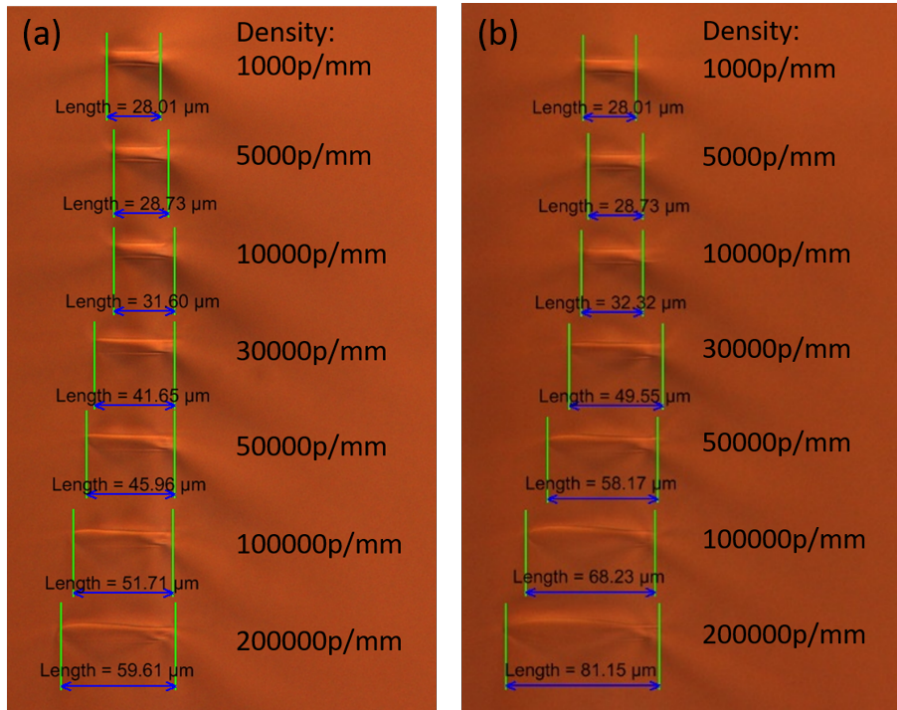 (a)
Density:
1000p/mm
Length = 28.01 µm
5000p/mm
Length = 28.73 µm
10000p/mm
Length = 31.60 µm
30000p/mm
Length = 41.65 µm
50000p/mm
Length = 45.96 µm
100000p/mm
Length = 51.71 µm
200000p/mm
Length = 59.61 µm
(b)
Density:
1000p/mm
Length = 28.01 µm
5000p/mm
Length = 28.73 µm
10000p/mm
Length = 32.32 µm
30000p/mm
Length = 49.55 µm
50000p/mm
Length = 58.17 µm
100000p/mm
Length = 68.23 µm
200000p/mm
Length = 81.15 µm